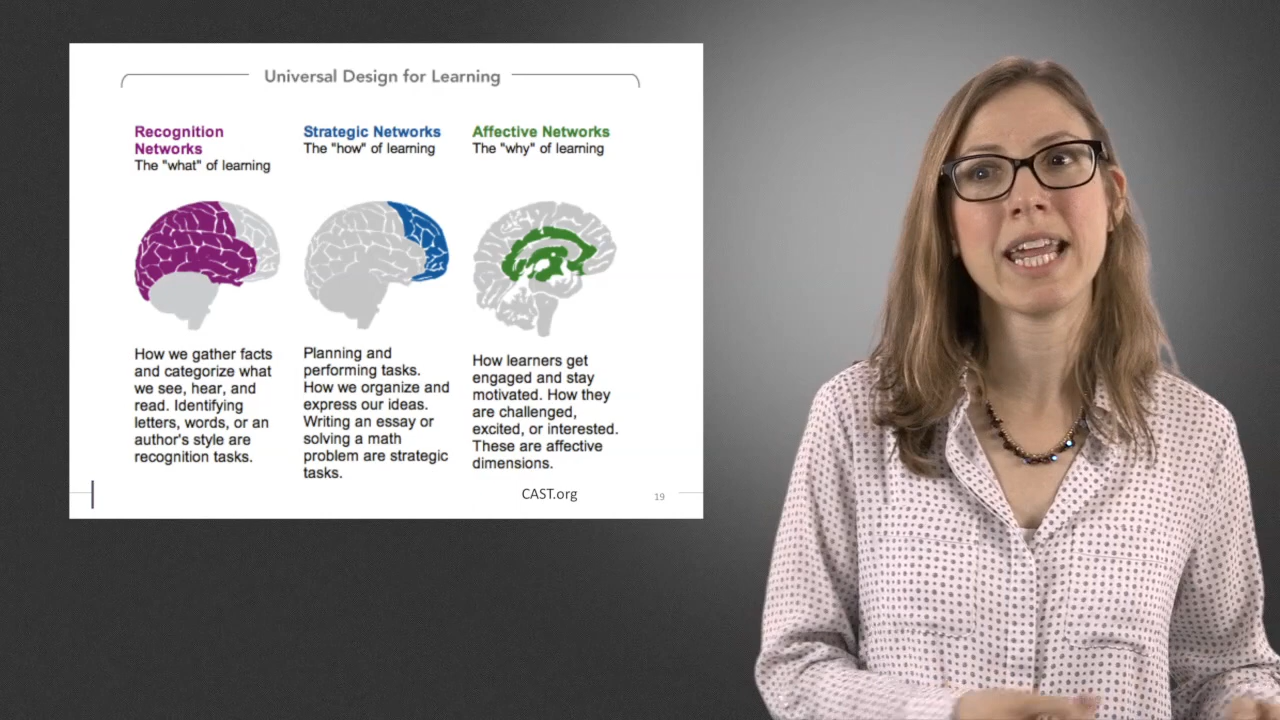 Universal Design for Learning
Recognition
Networks
The "what" of learning
How we gather facts
and categorize what
we see, hear, and
read. Identifying
letters, words, or an
author's style are
recognition tasks.
Strategic Networks
The "how" of learning
Planning and
performing tasks.
How we organize and
express our ideas.
Writing an essay or
solving a math
problem are strategic
tasks.
Affective Networks
The "why" of learning
How learners get
engaged and stay
motivated. How they
are challenged,
excited, or interested.
These are affective
dimensions.
CAST.org
19